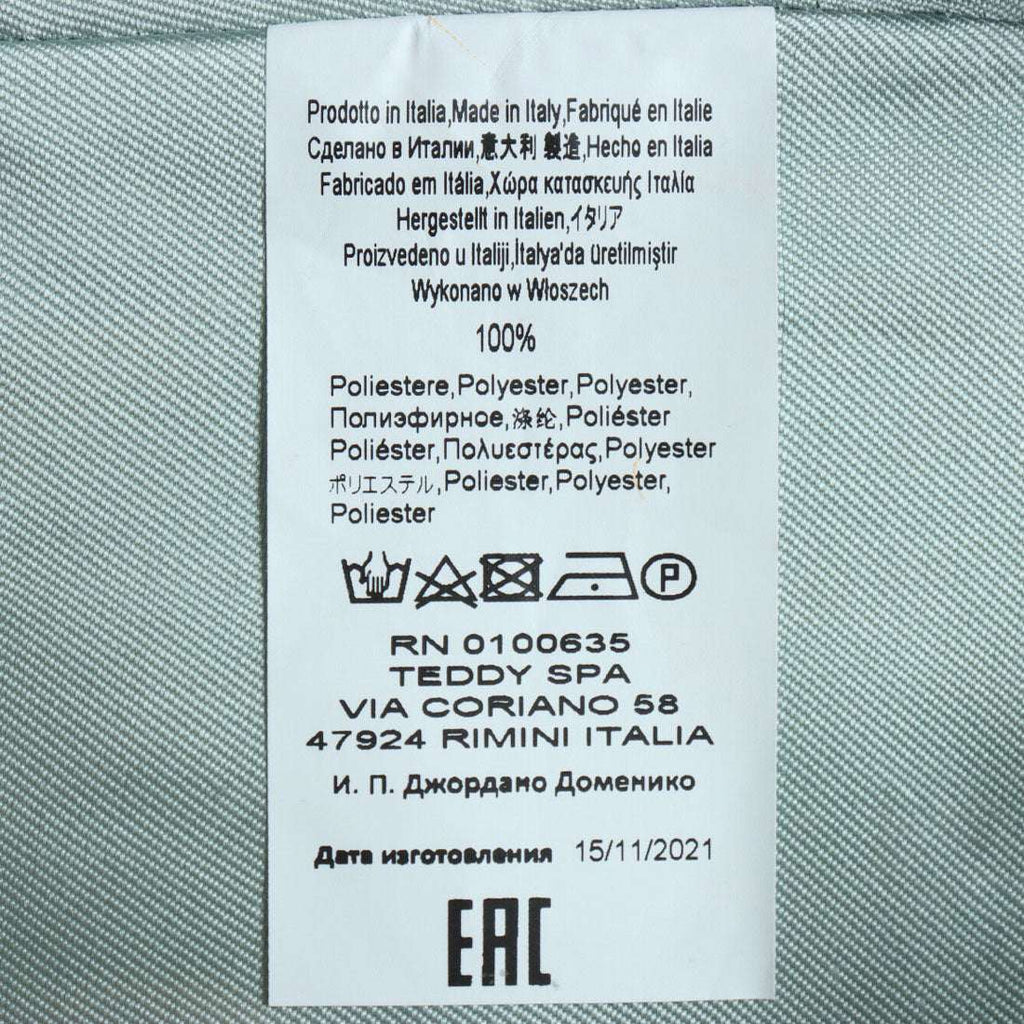 Prodotto in Italia,Made in Italy,Fabriqué en Italie
Сделано в Италии,意大利 製造,Hecho en Italia
Fabricado em Itália,Χώρα κατασκευής Ιταλία
Hergestellt in Italien,イタリア
Proizvedeno u Italiji,İtalya'da üretilmiştir
Wykonano w Włoszech
100%
Poliestere,Polyester,Polyester,
Полиэфирное,涤纶,Poliéster
Poliéster,Πολυεστέρας,Polyester
ポリエステル,Poliester,Polyester,
Poliester
P
RN 0100635
TEDDY SPA
VIA CORIANO 58
47924 RIMINI ITALIA
И. П. Джордано Доменико
Дата изготовления 15/11/2021
EAC